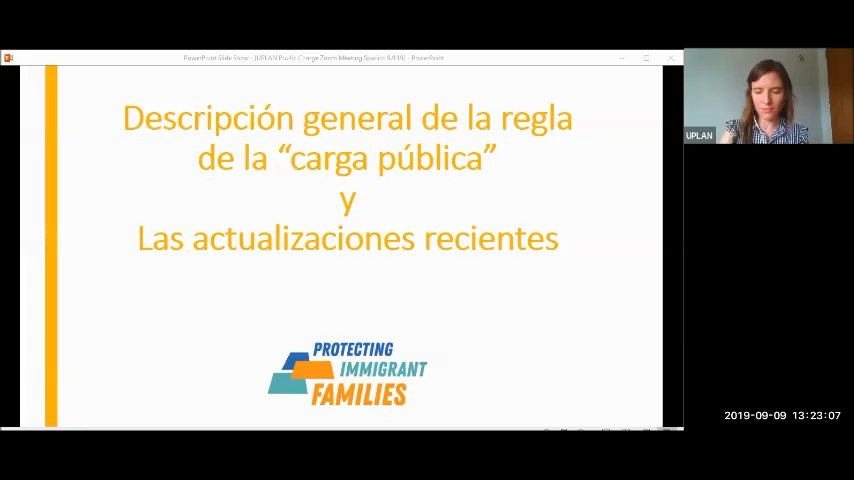 PowerPoint Slide Show - [UPLAN Public Charge Zoom Meeting Spanish 9.9.19] - PowerPoint
Descripción general de la regla
de la “carga pública”
y
Las actualizaciones recientes
PROTECTING
IMMIGRANT
FAMILIES
UPLAN
2019-09-09 13:23:07